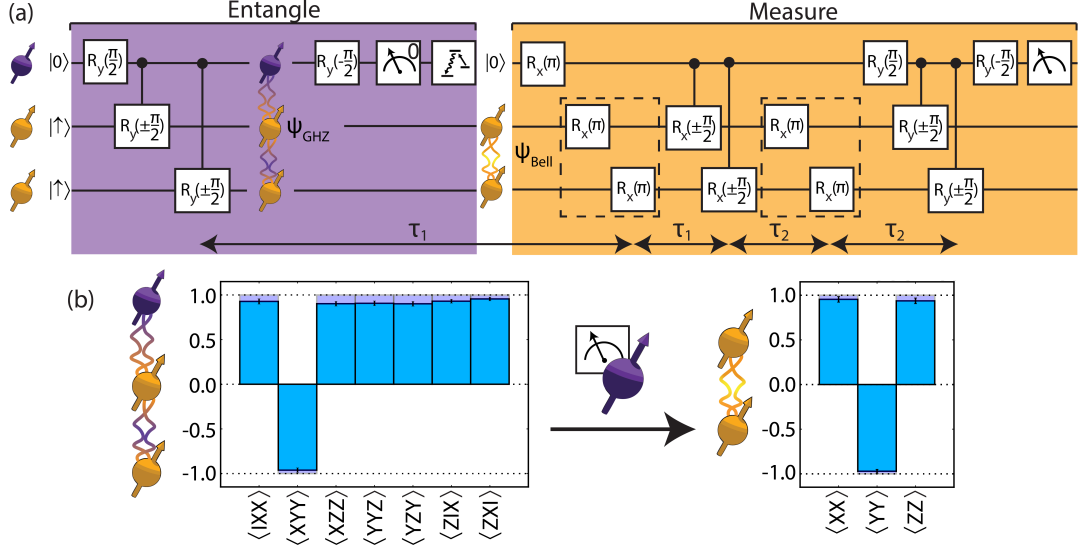 (a) Entangle Measure
|0⟩ R_y(π/2) R_y(-π/2) 0 |0⟩ R_x(π) R_y(π/2) R_y(-π/2)
|↑⟩ R_y(±π/2) ψ_GHZ R_x(π) R_x(±π/2) R_x(π) R_y(±π/2)
ψ_Bell
|↑⟩ R_y(±π/2) R_x(π) R_x(±π/2) R_x(π) R_y(±π/2)
τ_1 τ_1 τ_2 τ_2
(b)
1.0 1.0
0.5 0.5
0.0 0.0
-0.5 -0.5
-1.0 -1.0
⟨IXX⟩ ⟨XYY⟩ ⟨XZZ⟩ ⟨YYZ⟩ ⟨YZY⟩ ⟨ZIX⟩ ⟨ZXI⟩ ⟨XX⟩ ⟨YY⟩ ⟨ZZ⟩